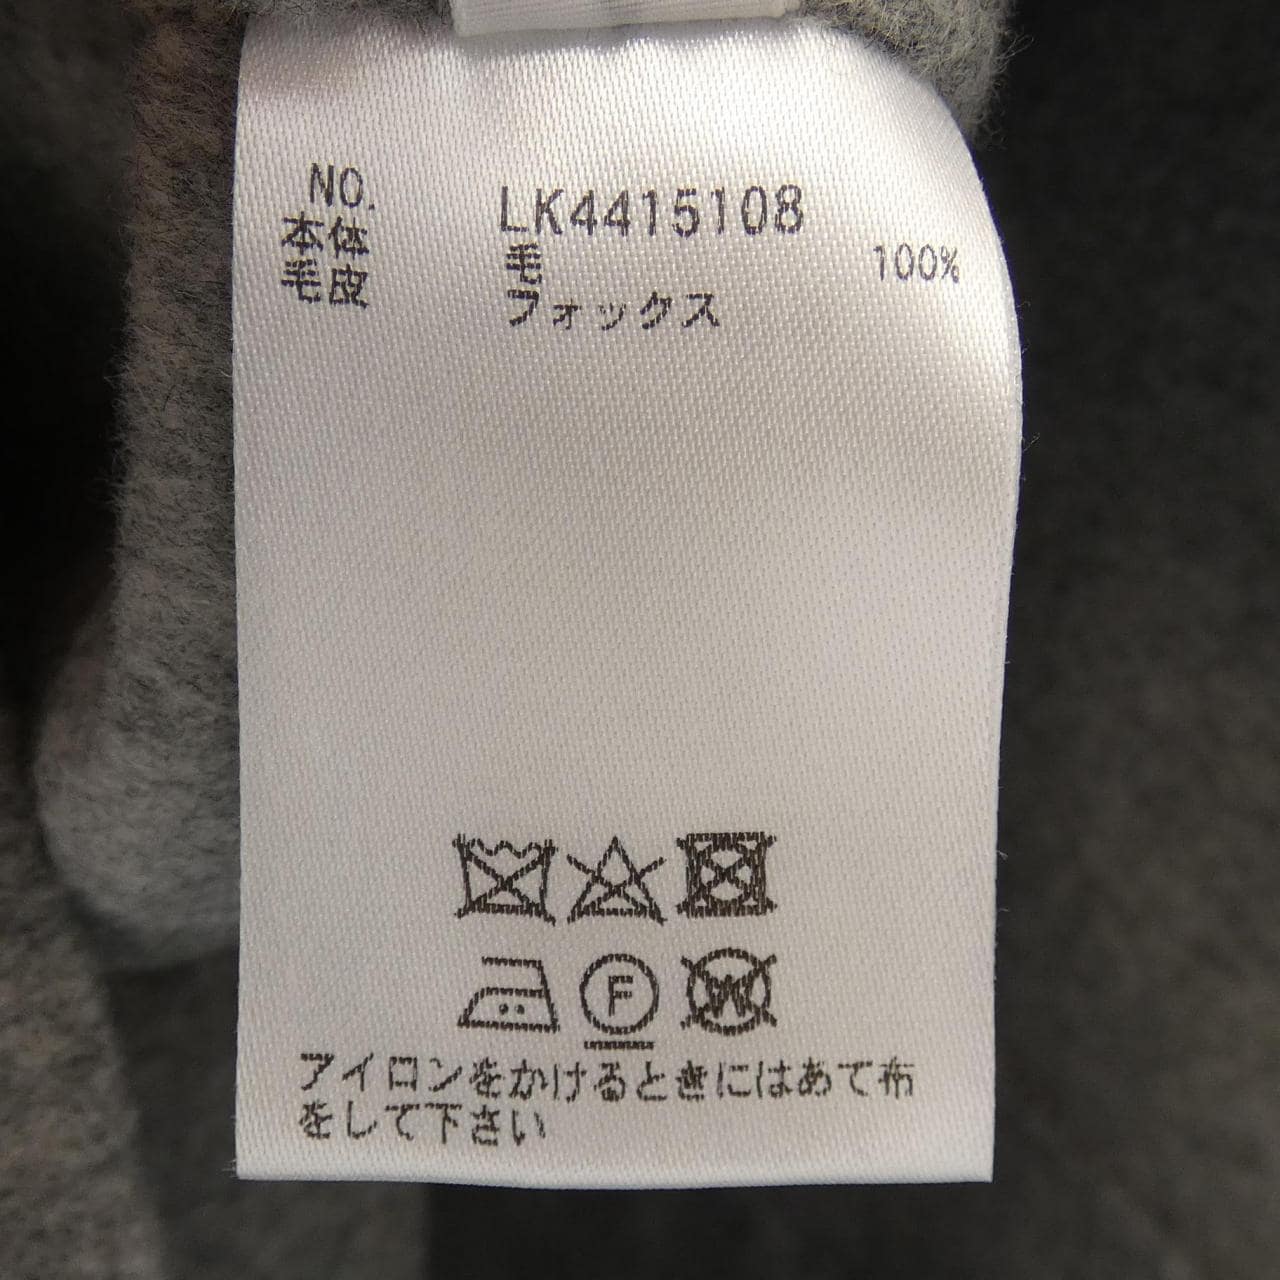 NO. LK4415108
本体 毛 100%
毛皮 フォックス
F
W
アイロンをかけるときにはあて布
をして下さい